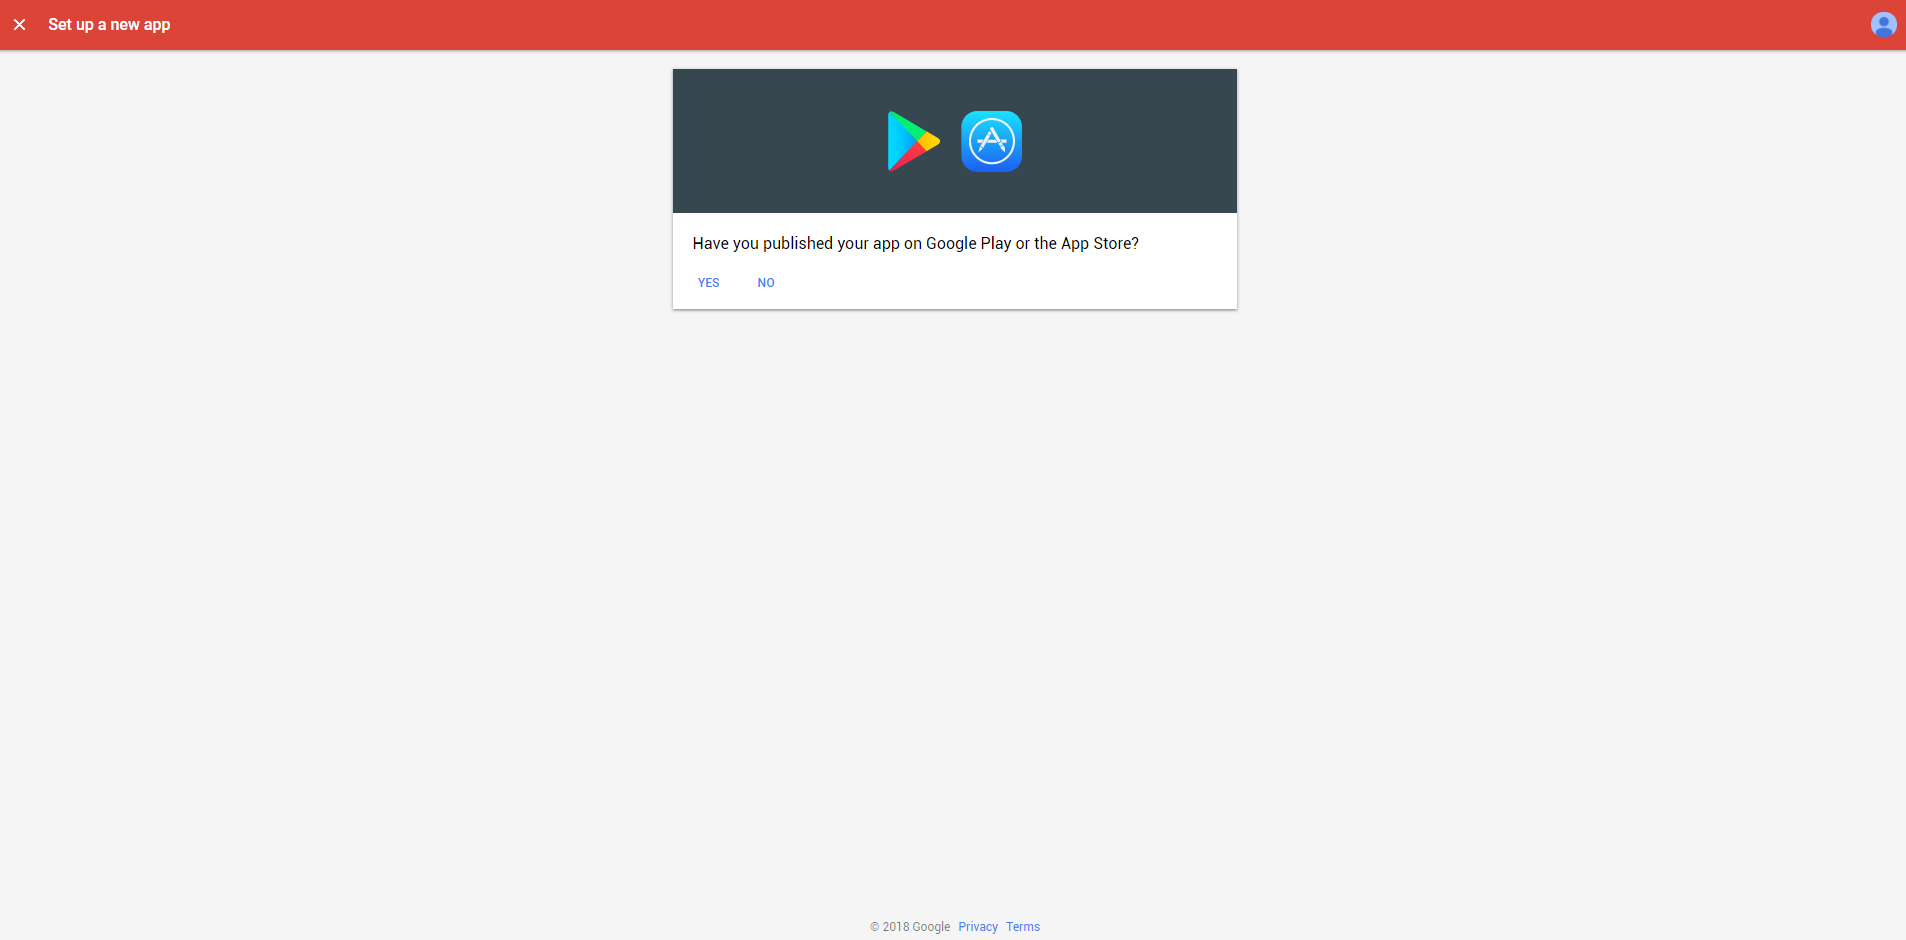 Set up a new app
Have you published your app on Google Play or the App Store?
YES NO
© 2018 Google Privacy Terms